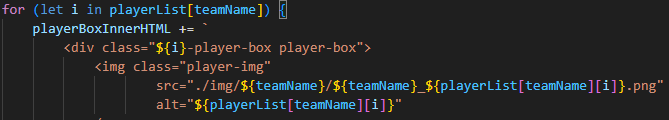 for (let i in playerList[teamName]) {
playerBoxInnerHTML += `
<div class="${i}-player-box player-box">
<img class="player-img"
src="./img/${teamName}/${teamName}_${playerList[teamName][i]}.png"
alt="${playerList[teamName][i]}"